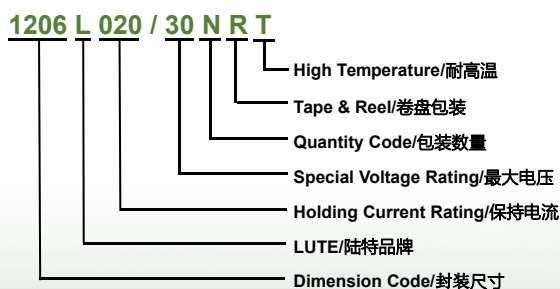 1206 L 020 / 30 N R T
High Temperature/耐高温
Tape & Reel/卷盘包装
Quantity Code/包装数量
Special Voltage Rating/最大电压
Holding Current Rating/保持电流
LUTE/陆特品牌
Dimension Code/封装尺寸